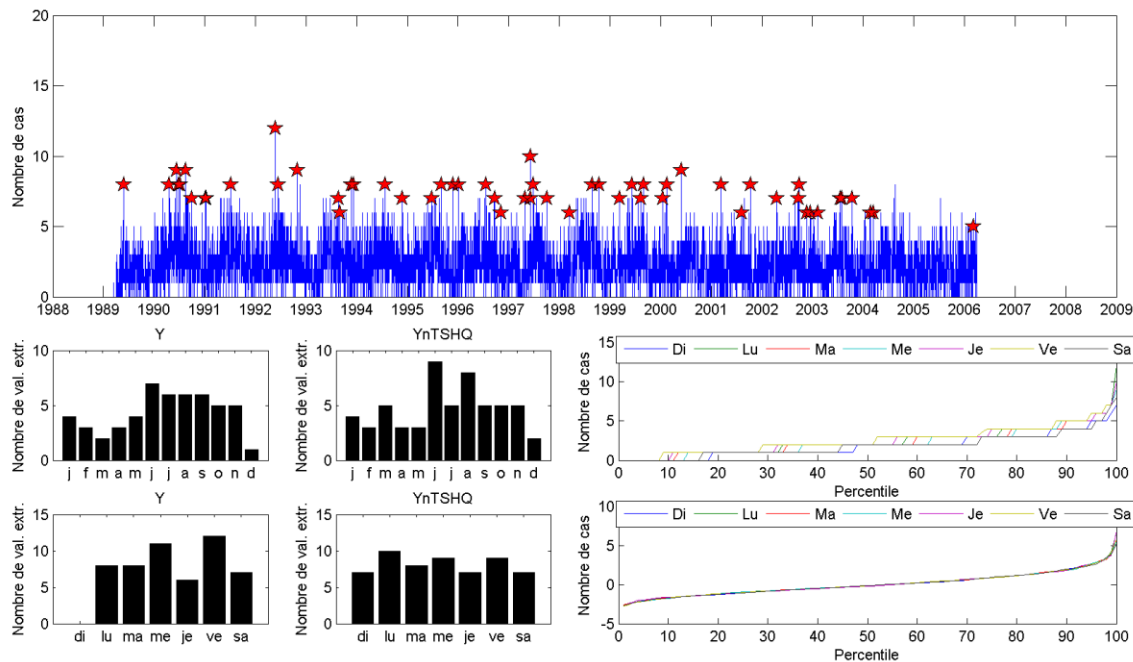 20
15
10
5
0
Nombre de cas
1988 1989 1990 1991 1992 1993 1994 1995 1996 1997 1998 1999 2000 2001 2002 2003 2004 2005 2006 2007 2008 2009
Y
10
5
0
Nombre de val. extr.
j f m a m j j a s o n d
YnTSHQ
10
5
0
Nombre de val. extr.
j f m a m j j a s o n d
15
10
5
0
Nombre de cas
Di Lu Ma Me Je Ve Sa
0 10 20 30 40 50 60 70 80 90 100
Percentile
Y
15
10
5
0
Nombre de val. extr.
di lu ma me je ve sa
YnTSHQ
15
10
5
0
Nombre de val. extr.
di lu ma me je ve sa
10
5
0
-5
Nombre de cas
Di Lu Ma Me Je Ve Sa
0 10 20 30 40 50 60 70 80 90 100
Percentile